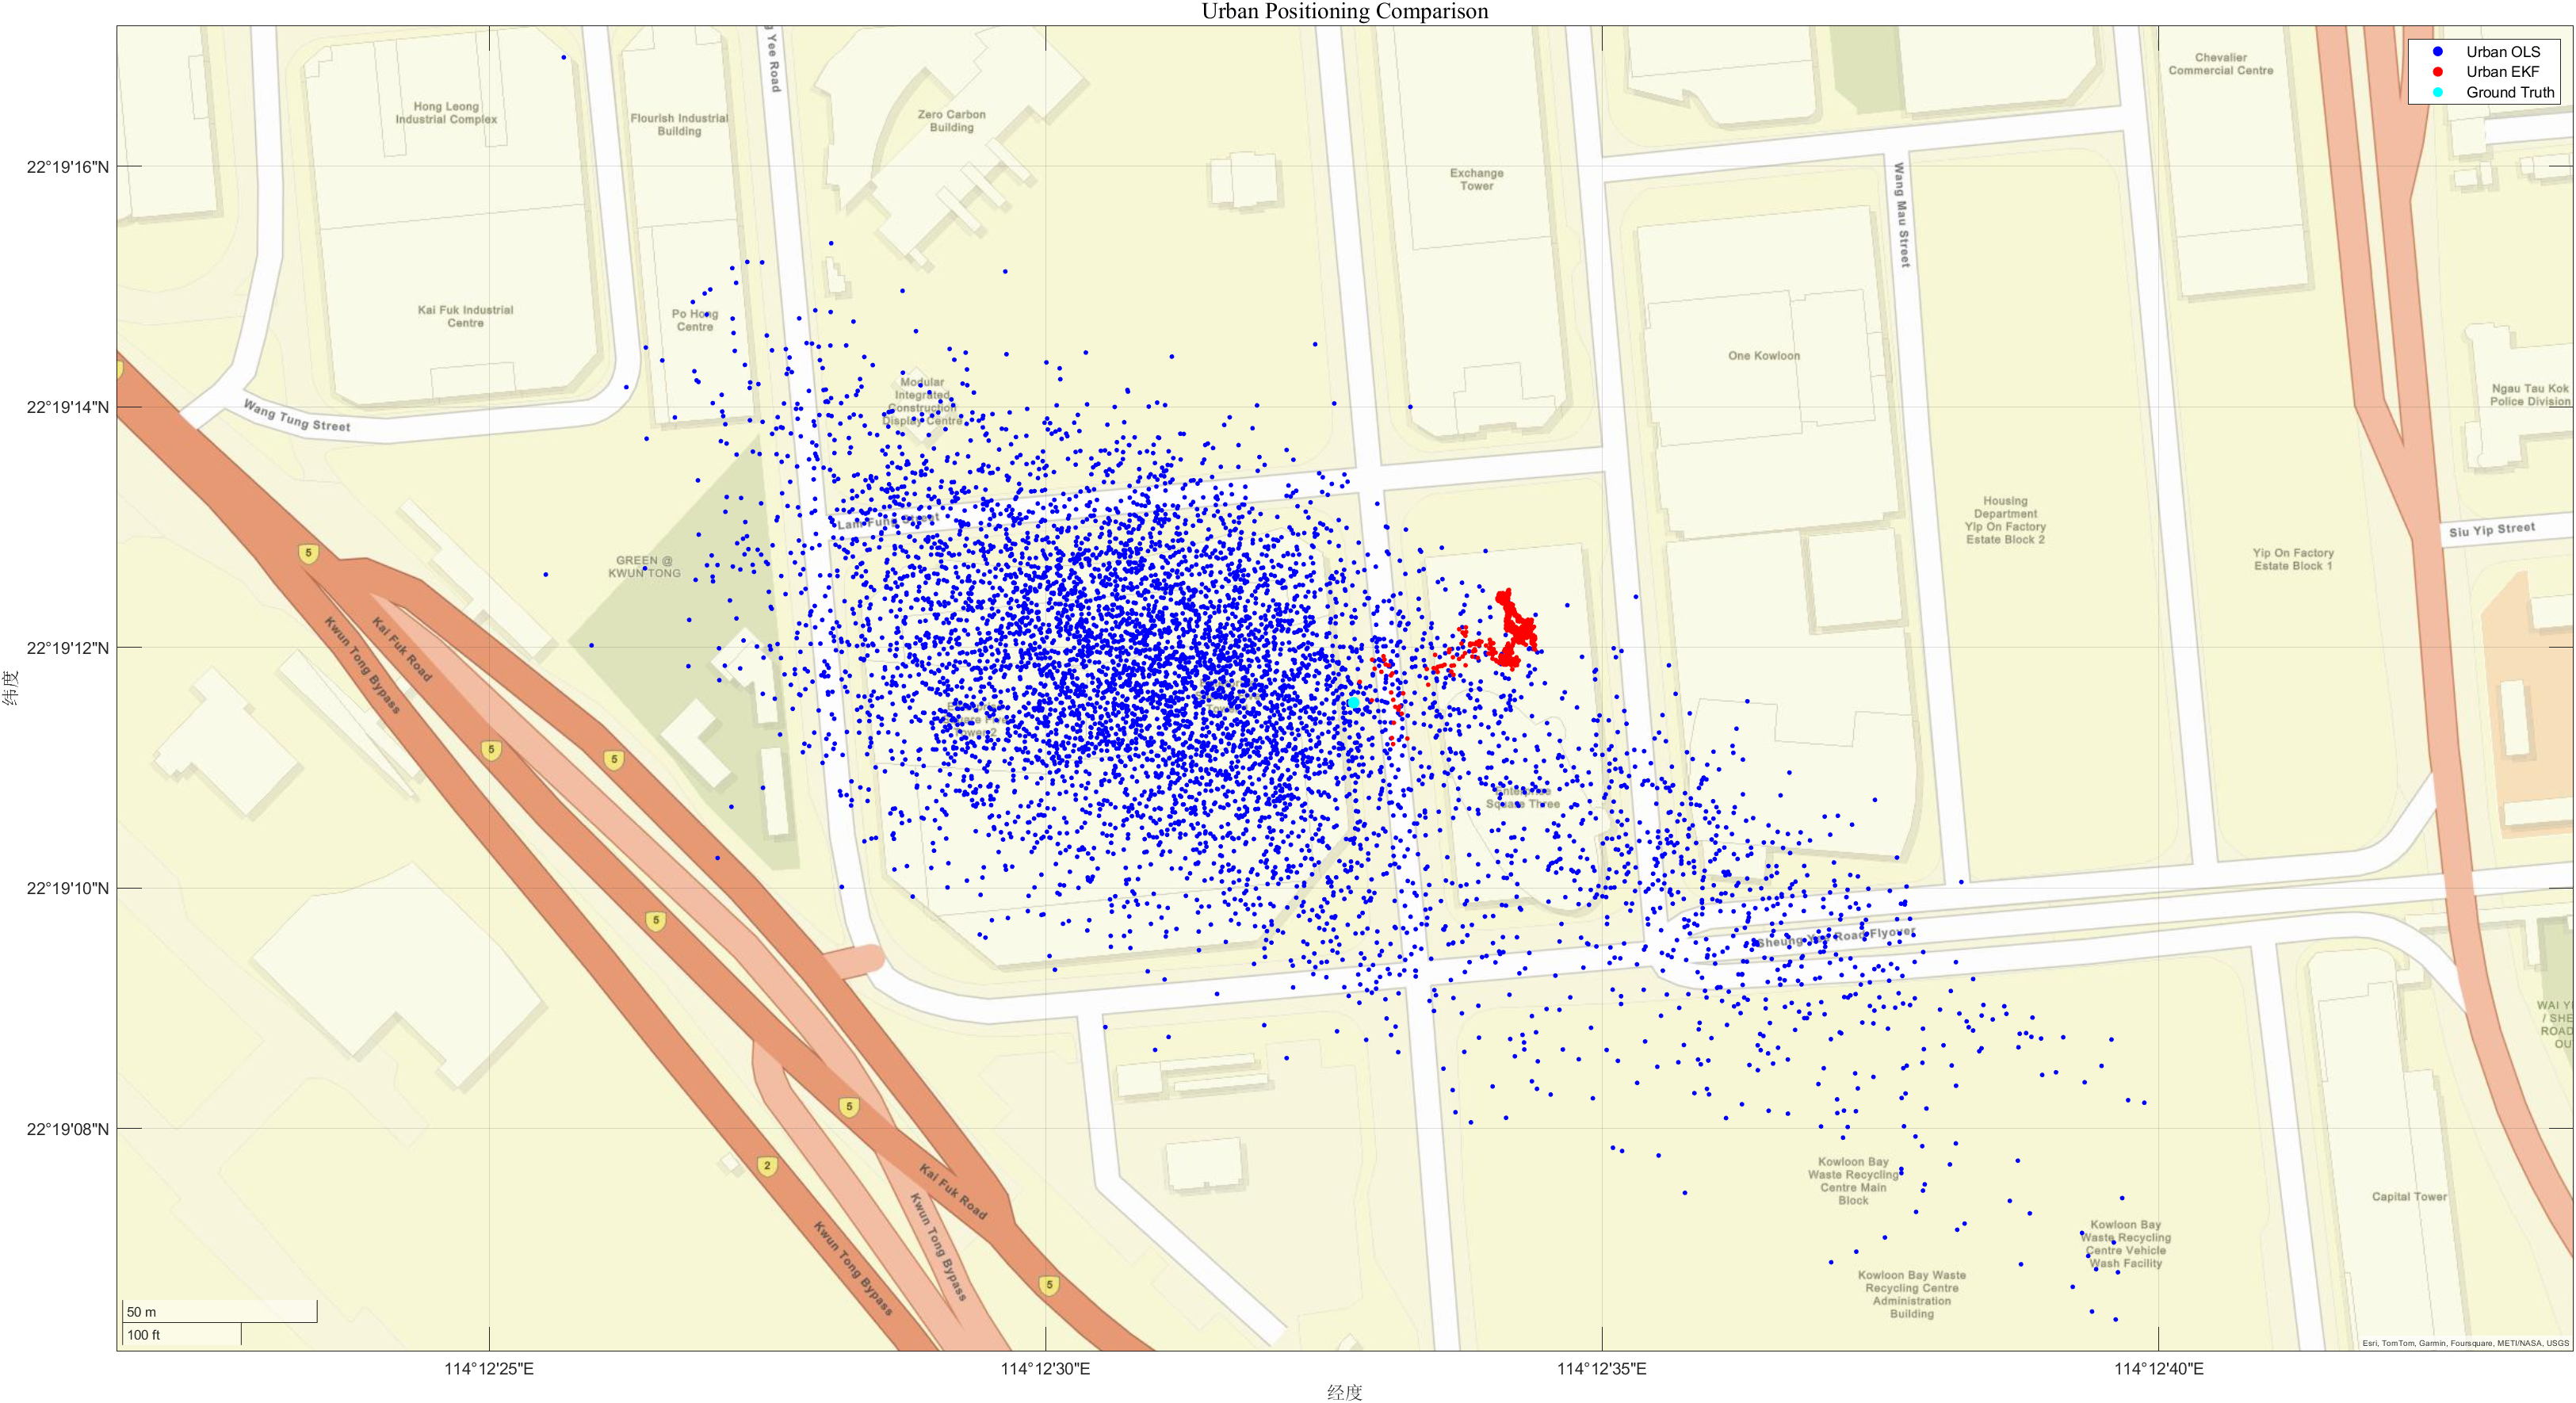 Urban Positioning Comparison
Urban OLS
Urban EKF
Ground Truth
g Yee Road
Chevalier
Commercial Centre
Hong Leong
Industrial Complex
Flourish Industrial
Building
Zero Carbon
Building
22°19'16"N
Exchange
Tower
Wang Mau Street
Kai Fuk Industrial
Centre
Po Hong
Centre
One Kowloon
Ngau Tau Kok
Police Division
Modular
Integrated
Construction
Display Centre
22°19'14"N
Wang Tung Street
Lam Fung Street
Housing
Department
Yip On Factory
Estate Block 2
Siu Yip Street
Yip On Factory
Estate Block 1
5
GREEN @
KWUN TONG
22°19'12"N
Kai Fuk Road
Kwun Tong Bypass
纬度
Tower 2
5
5
Enterprise
Square Three
22°19'10"N
5
Sheung Yee Road Flyover
WAI YI
/ SHE
ROAD
OU
5
22°19'08"N
2
Kai Fuk Road
Kwun Tong Bypass
Kwun Tong Bypass
Kowloon Bay
Waste Recycling
Centre Main
Block
Capital Tower
Kowloon Bay
Waste Recycling
Centre Vehicle
Wash Facility
Kowloon Bay Waste
Recycling Centre
Administration
Building
5
50 m
100 ft
Esri, TomTom, Garmin, Foursquare, METI/NASA, USGS
114°12'25"E
114°12'30"E
114°12'35"E
114°12'40"E
经度